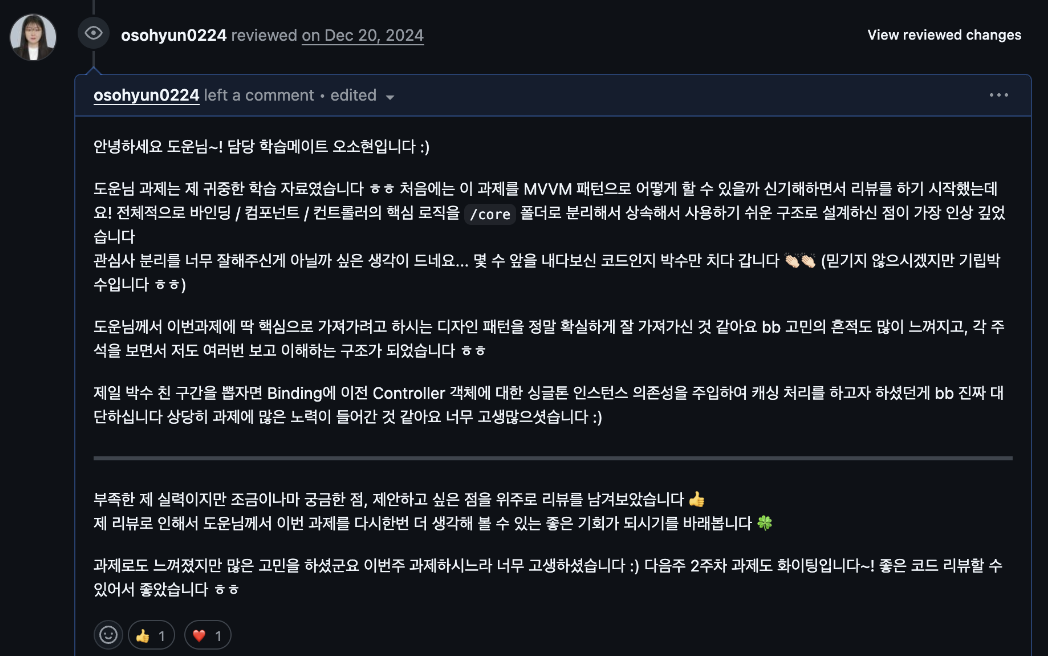 osohyun0224 reviewed on Dec 20, 2024
View reviewed changes
osohyun0224 left a comment • edited
안녕하세요 도운님~! 담당 학습메이트 오소현입니다 :)
도운님 과제는 제 귀중한 학습 자료였습니다 ㅎㅎ 처음에는 이 과제를 MVVM 패턴으로 어떻게 할 수 있을까 신기해하면서 리뷰를 하기 시작했는데
요! 전체적으로 바인딩 / 컴포넌트 / 컨트롤러의 핵심 로직을 /core 폴더로 분리해서 상속해서 사용하기 쉬운 구조로 설계하신 점이 가장 인상 깊었
습니다
관심사 분리를 너무 잘해주신게 아닐까 싶은 생각이 드네요... 몇 수 앞을 내다보신 코드인지 박수만 치다 갑니다 👏🏻👏🏻 (믿기지 않으시겠지만 기립박
수입니다 ㅎㅎ)
도운님께서 이번과제에 딱 핵심으로 가져가려고 하시는 디자인 패턴을 정말 확실하게 잘 가져가신 것 같아요 bb 고민의 흔적도 많이 느껴지고, 각 주
석을 보면서 저도 여러번 보고 이해하는 구조가 되었습니다 ㅎㅎ
제일 박수 친 구간을 뽑자면 Binding에 이전 Controller 객체에 대한 싱글톤 인스턴스 의존성을 주입하여 캐싱 처리를 하고자 하셨던게 bb 진짜 대
단하십니다 상당히 과제에 많은 노력이 들어간 것 같아요 너무 고생많으셧습니다 :)
부족한 제 실력이지만 조금이나마 궁금한 점, 제안하고 싶은 점을 위주로 리뷰를 남겨보았습니다 👍
제 리뷰로 인해서 도운님께서 이번 과제를 다시한번 더 생각해 볼 수 있는 좋은 기회가 되시기를 바래봅니다 🍀
과제로도 느껴졌지만 많은 고민을 하셨군요 이번주 과제하시느라 너무 고생하셨습니다 :) 다음주 2주차 과제도 화이팅입니다~! 좋은 코드 리뷰할 수
있어서 좋았습니다 ㅎㅎ
👍 1 ❤️ 1